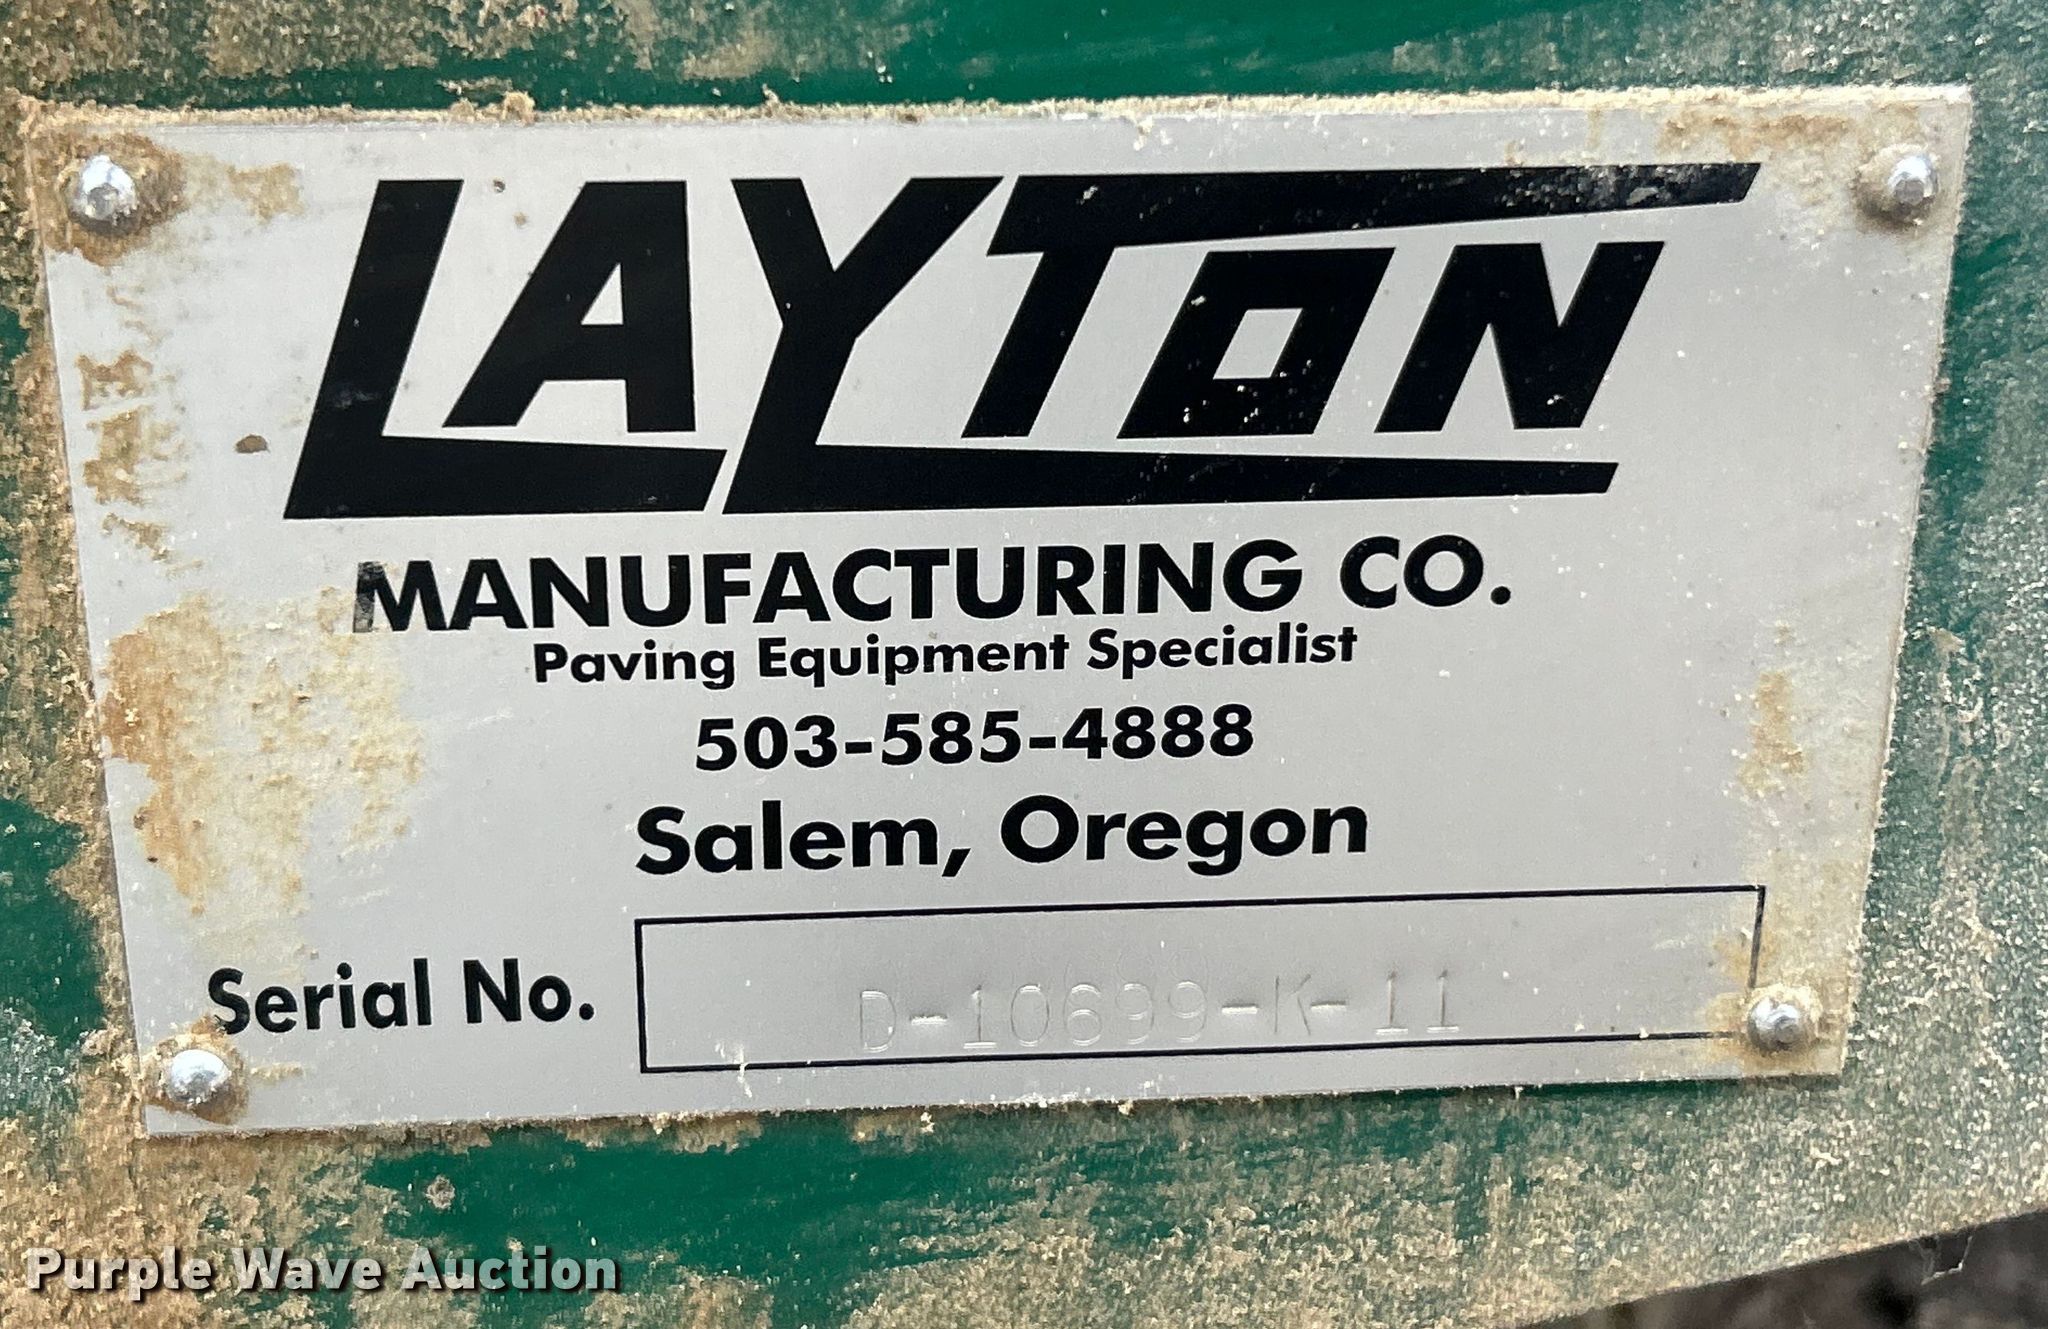 LAYTON
MANUFACTURING CO.
Paving Equipment Specialist
503-585-4888
Salem, Oregon
Serial No. D-10699-K-11
Purple Wave Auction